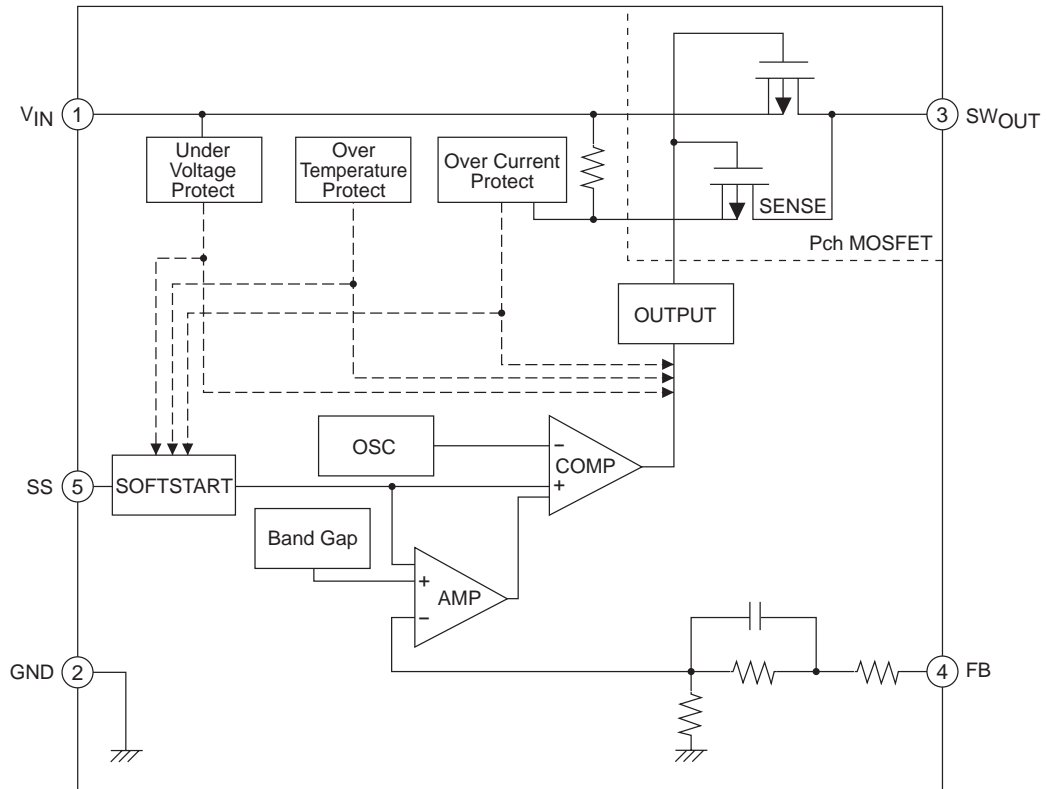 VIN
1
Under
Voltage
Protect
Over
Temperature
Protect
Over Current
Protect
3
SWOUT
SENSE
Pch MOSFET
OUTPUT
OSC
−
COMP
+
SS
5
SOFTSTART
Band Gap
+
AMP
−
GND
2
4
FB